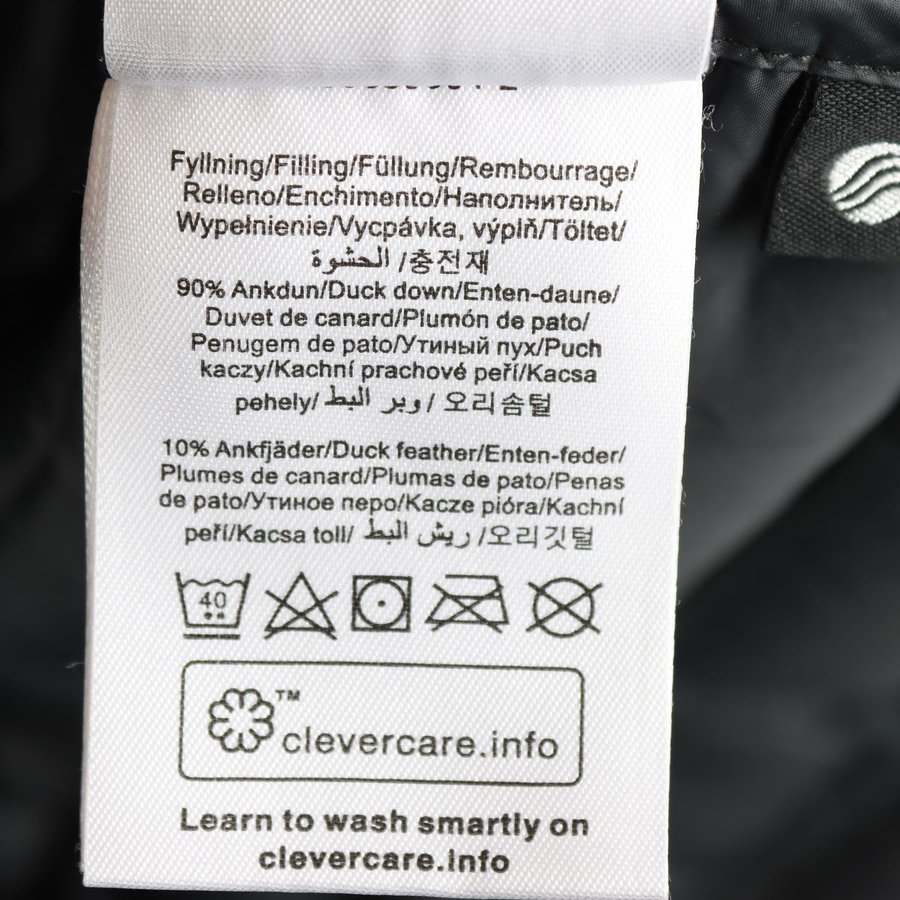 Fyllning/Filling/Füllung/Rembourrage/
Relleno/Enchimento/Наполнитель/
Wypełnienie/Vycpávka, výplň/Töltet/
الحشوة /충전재
90% Ankdun/Duck down/Enten-daune/
Duvet de canard/Plumón de pato/
Penugem de pato/Утиный пух/Puch
kaczy/Kachní prachové peří/Kacsa
pehely/ وبر البط / 오리솜털
10% Ankfjäder/Duck feather/Enten-feder/
Plumes de canard/Plumas de pato/Penas
de pato/Утиное перо/Kacze pióra/Kachní
peří/Kacsa toll/ ريش البط /오리깃털
40
TM
clevercare.info
Learn to wash smartly on
clevercare.info